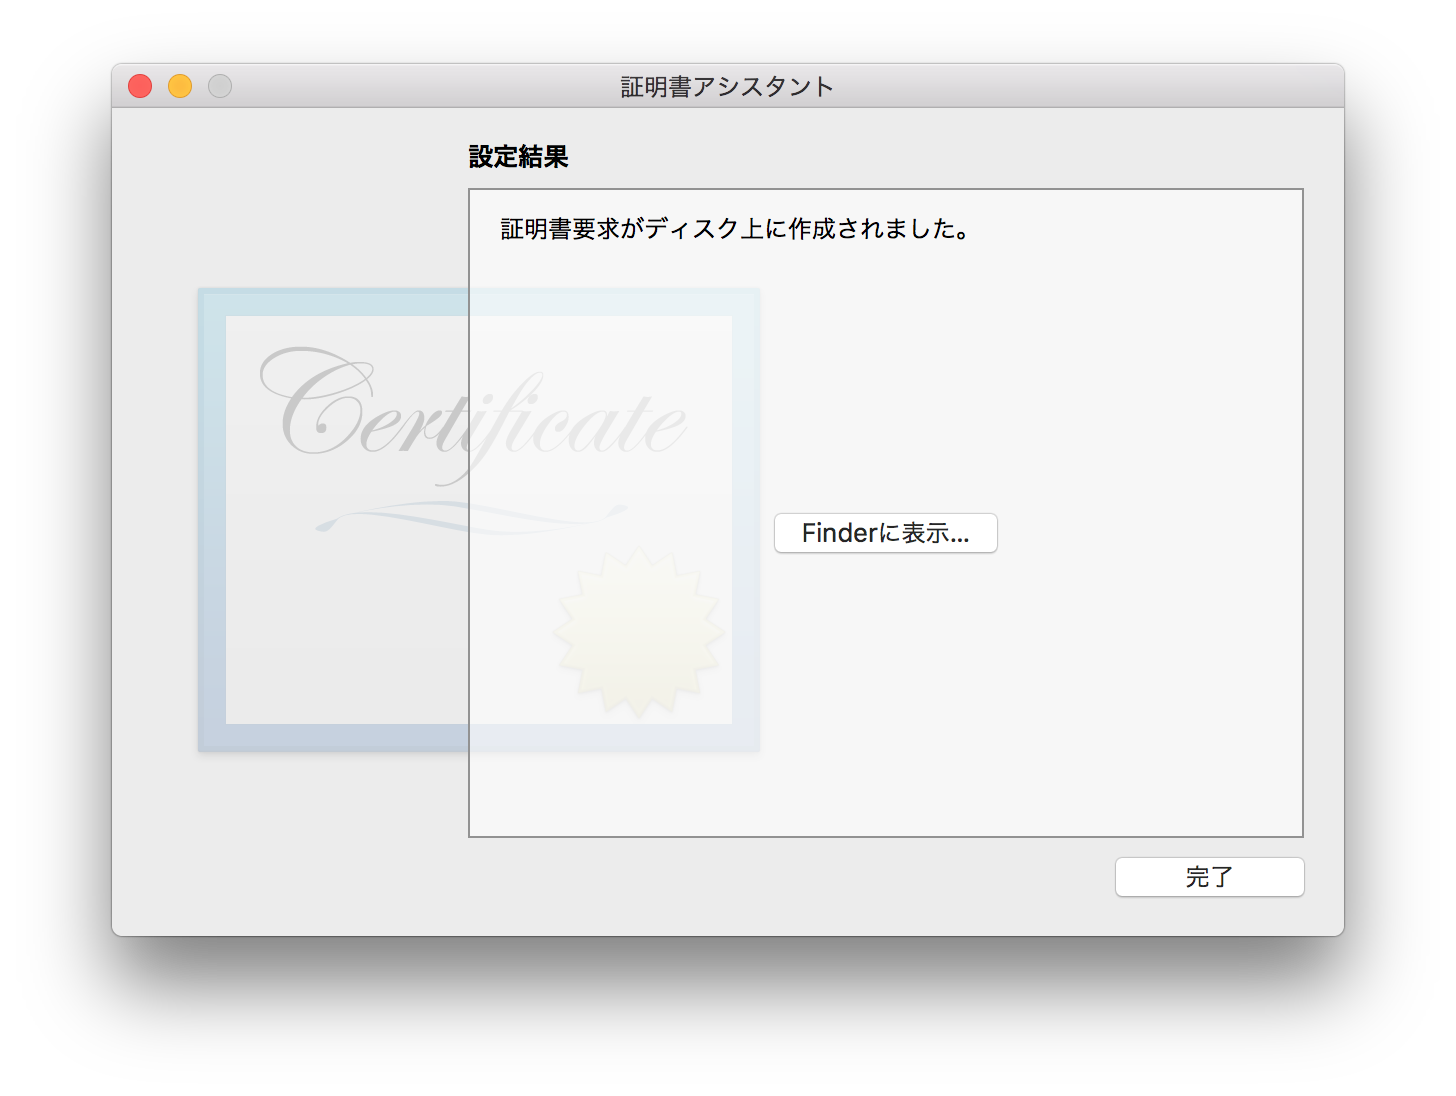 証明書アシスタント
設定結果
証明書要求がディスク上に作成されました。
Certificate
Finderに表示...
完了